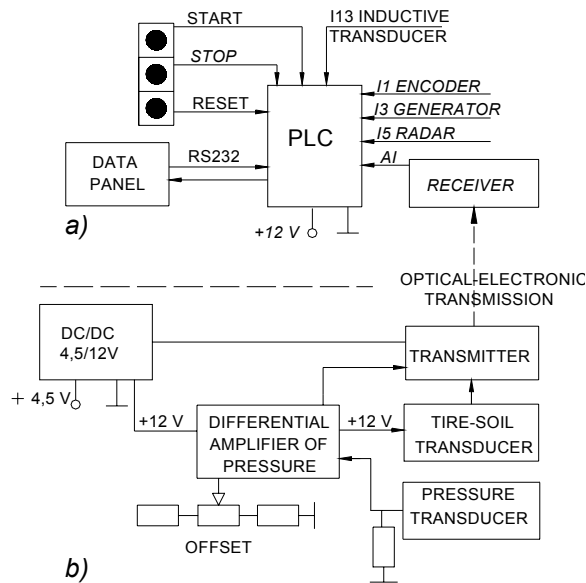 START
I13 INDUCTIVE
TRANSDUCER
STOP
I1 ENCODER
RESET
I3 GENERATOR
PLC
I5 RADAR
DATA
PANEL
RS232
AI
RECEIVER
a)
+12 V
OPTICAL-ELECTRONIC
TRANSMISSION
DC/DC
4,5/12V
TRANSMITTER
+ 4,5 V
+12 V
DIFFERENTIAL
AMPLIFIER OF
PRESSURE
+12 V
TIRE-SOIL
TRANSDUCER
PRESSURE
TRANSDUCER
OFFSET
b)